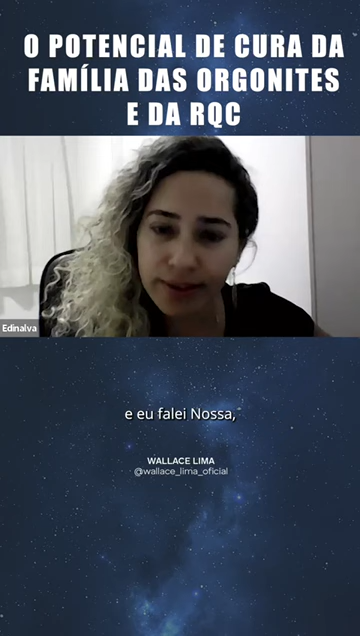 O POTENCIAL DE CURA DA
FAMÍLIA DAS ORGONITES
E DA RQC
Edinalva
e eu falei Nossa,
WALLACE LIMA
@wallace_lima_oficial